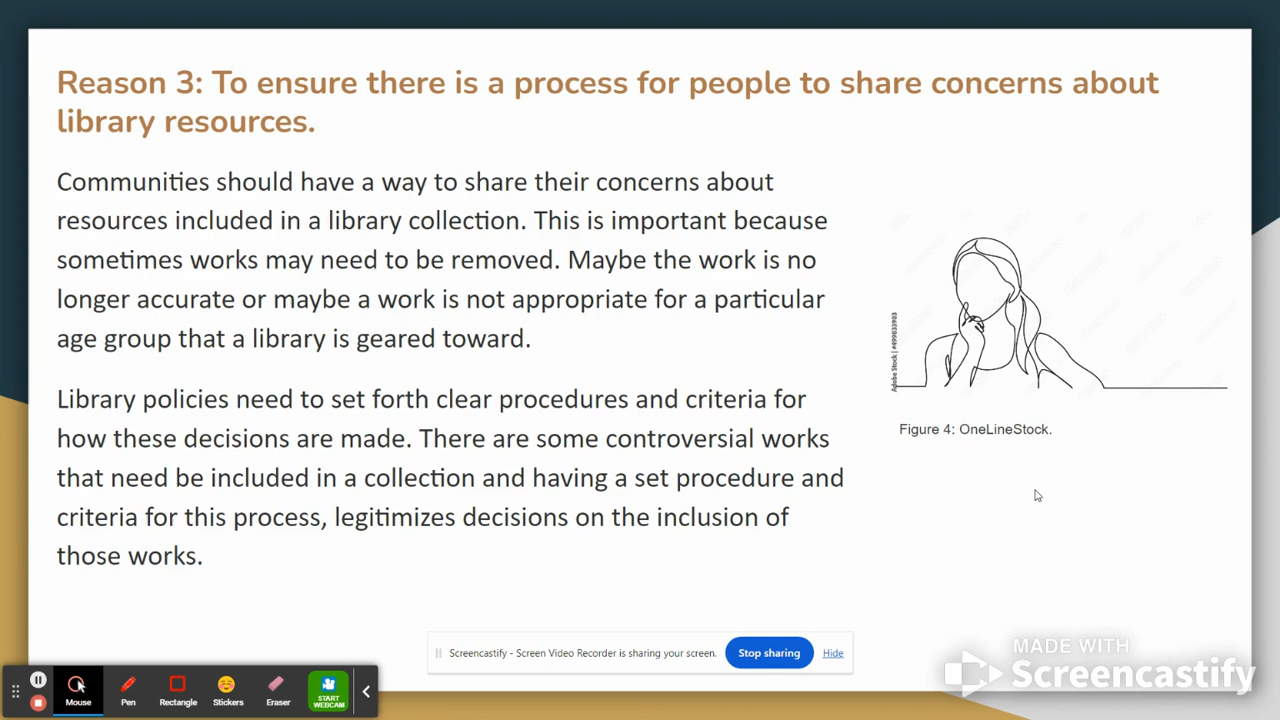 Reason 3: To ensure there is a process for people to share concerns about
library resources.
Communities should have a way to share their concerns about
resources included in a library collection. This is important because
sometimes works may need to be removed. Maybe the work is no
longer accurate or maybe a work is not appropriate for a particular
age group that a library is geared toward.
Library policies need to set forth clear procedures and criteria for
how these decisions are made. There are some controversial works
that need be included in a collection and having a set procedure and
criteria for this process, legitimizes decisions on the inclusion of
those works.
Adobe Stock | #499833903
Figure 4: OneLineStock.
Screencastify - Screen Video Recorder is sharing your screen.
Stop sharing
Hide
Mouse
Pen
Rectangle
Stickers
Eraser
START
WEBCAM
MADE WITH
Screencastify